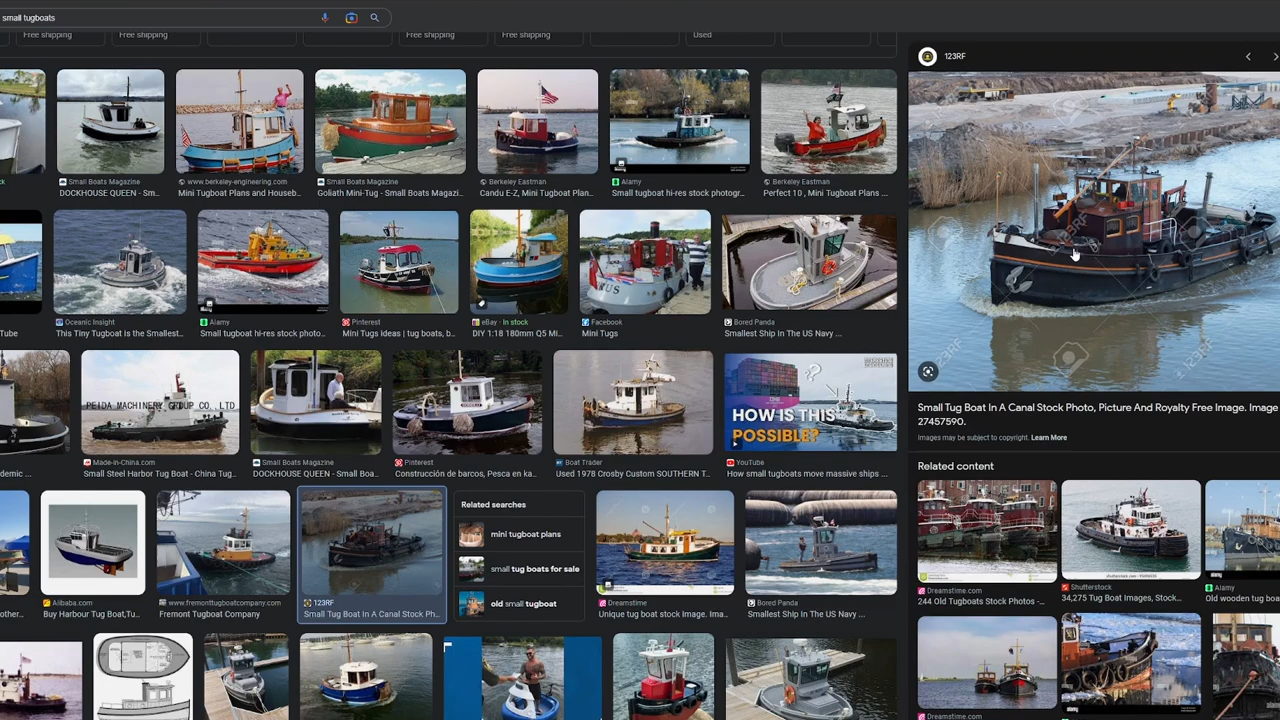 small tugboats
Free shipping
Free shipping
Free shipping
Free shipping
Used
Small Boats Magazine
DOCKHOUSE QUEEN - Sm...
www.berkeley-engineering.com
Mini Tugboat Plans and Houseb...
Small Boats Magazine
Goliath Mini-Tug - Small Boats Magazi...
Berkeley Eastman
Candu E-Z, Mini Tugboat Plan...
Alamy
Small tugboat hi-res stock photogr...
Berkeley Eastman
Perfect 10 , Mini Tugboat Plans ...
Tube
Oceanic Insight
This Tiny Tugboat Is the Smallest...
Alamy
Small tugboat hi-res stock photo...
Pinterest
Mini Tugs ideas | tug boats, b...
eBay · In stock
DIY 1:18 180mm Q5 Mi...
Facebook
Mini Tugs
Bored Panda
Smallest Ship In The US Navy ...
PEIDA MACHINERY GROUP CO. LTD
HOW IS THIS
POSSIBLE?
demic ...
Made-in-China.com
Small Steel Harbor Tug Boat - China Tug...
Small Boats Magazine
DOCKHOUSE QUEEN - Small Boa...
Pinterest
Construcción de barcos, Pesca en ka...
Boat Trader
Used 1978 Crosby Custom SOUTHERN T...
YouTube
How small tugboats move massive ships ...
other...
Alibaba.com
Buy Harbour Tug Boat,Tu...
www.fremonttugboatcompany.com
Fremont Tugboat Company
123RF
Small Tug Boat In A Canal Stock Ph...
Related searches
mini tugboat plans
small tug boats for sale
old small tugboat
Dreamstime
Unique tug boat stock image. Ima...
Bored Panda
Smallest Ship In The US Navy ...
123RF
123RF
123RF
123RF
Small Tug Boat In A Canal Stock Photo, Picture And Royalty Free Image. Image
27457590.
Images may be subject to copyright. Learn More
Related content
Dreamstime.com
244 Old Tugboats Stock Photos -...
Shutterstock
34,275 Tug Boat Images, Stock...
Alamy
Old wooden tug boa
Dreamstime.com